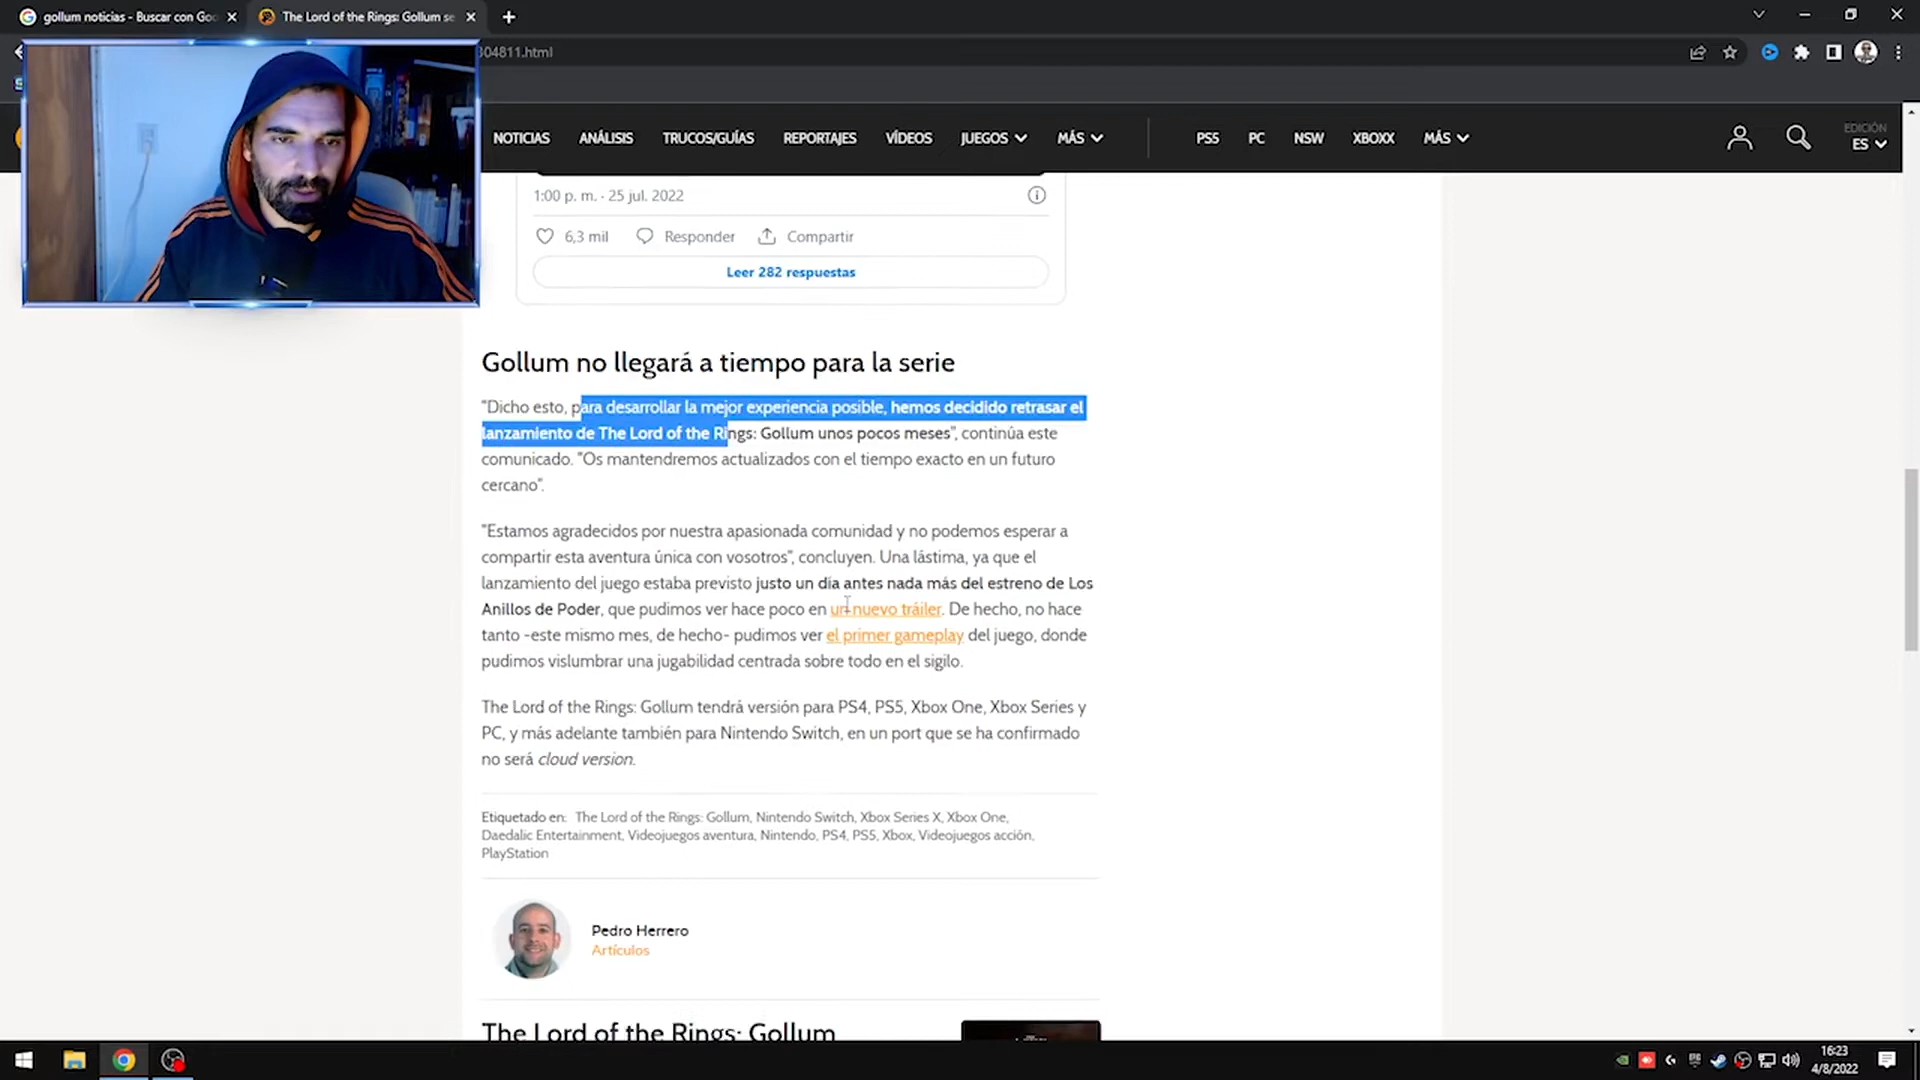 gollum noticias - Buscar con Goo
The Lord of the Rings: Gollum se
304811.html
NOTICIAS
ANÁLISIS
TRUCOS/GUÍAS
REPORTAJES
VÍDEOS
JUEGOS
MÁS
PS5
PC
NSW
XBOXX
MÁS
EDICIÓN
ES
1:00 p. m. · 25 jul. 2022
6,3 mil
Responder
Compartir
Leer 282 respuestas
Gollum no llegará a tiempo para la serie
"Dicho esto, para desarrollar la mejor experiencia posible, hemos decidido retrasar el
lanzamiento de The Lord of the Rings: Gollum unos pocos meses", continúa este
comunicado. "Os mantendremos actualizados con el tiempo exacto en un futuro
cercano".
"Estamos agradecidos por nuestra apasionada comunidad y no podemos esperar a
compartir esta aventura única con vosotros", concluyen. Una lástima, ya que el
lanzamiento del juego estaba previsto justo un día antes nada más del estreno de Los
Anillos de Poder, que pudimos ver hace poco en un nuevo tráiler. De hecho, no hace
tanto -este mismo mes, de hecho- pudimos ver el primer gameplay del juego, donde
pudimos vislumbrar una jugabilidad centrada sobre todo en el sigilo.
The Lord of the Rings: Gollum tendrá versión para PS4, PS5, Xbox One, Xbox Series y
PC, y más adelante también para Nintendo Switch, en un port que se ha confirmado
no será cloud version.
Etiquetado en: The Lord of the Rings: Gollum, Nintendo Switch, Xbox Series X, Xbox One,
Daedalic Entertainment, Videojuegos aventura, Nintendo, PS4, PS5, Xbox, Videojuegos acción,
PlayStation
Pedro Herrero
Artículos
The Lord of the Rings: Gollum
16:23
4/8/2022